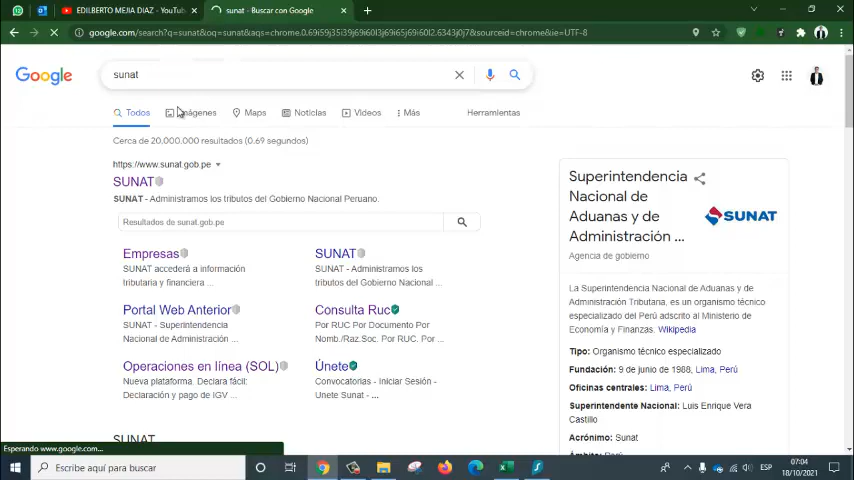 EDILBERTO MEJIA DIAZ - YouTub
sunat - Buscar con Google
google.com/search?q=sunat&oq=sunat&aqs=chrome.0.69i59j35i39j69i60l3j69i65j69i60l2.6343j0j7&sourceid=chrome&ie=UTF-8
Google
sunat
Todos
Imágenes
Maps
Noticias
Videos
Más
Herramientas
Cerca de 20,000,000 resultados (0.69 segundos)
https://www.sunat.gob.pe
SUNAT
SUNAT - Administramos los tributos del Gobierno Nacional Peruano.
Resultados de sunat.gob.pe
Empresas
SUNAT accederá a información
tributaria y financiera ...
SUNAT
SUNAT - Administramos los
tributos del Gobierno Nacional ...
Portal Web Anterior
SUNAT - Superintendencia
Nacional de Administración ...
Consulta Ruc
Por RUC Por Documento Por
Nomb./Raz.Soc. Por RUC. Por ...
Operaciones en línea (SOL)
Nueva plataforma. Declara fácil:
Declaración y pago de IGV ...
Únete
Convocatorias - Iniciar Sesión -
Unete Sunat - ...
SUNAT
Superintendencia
Nacional de
Aduanas y de
Administración ...
SUNAT
Agencia de gobierno
La Superintendencia Nacional de Aduanas y de
Administración Tributaria, es un organismo técnico
especializado del Perú adscrito al Ministerio de
Economía y Finanzas. Wikipedia
Tipo: Organismo técnico especializado
Fundación: 9 de junio de 1988, Lima, Perú
Oficinas centrales: Lima, Perú
Superintendente Nacional: Luis Enrique Vera
Castillo
Acrónimo: Sunat
Esperando www.google.com...
Escribe aquí para buscar
ESP
07:04
18/10/2021